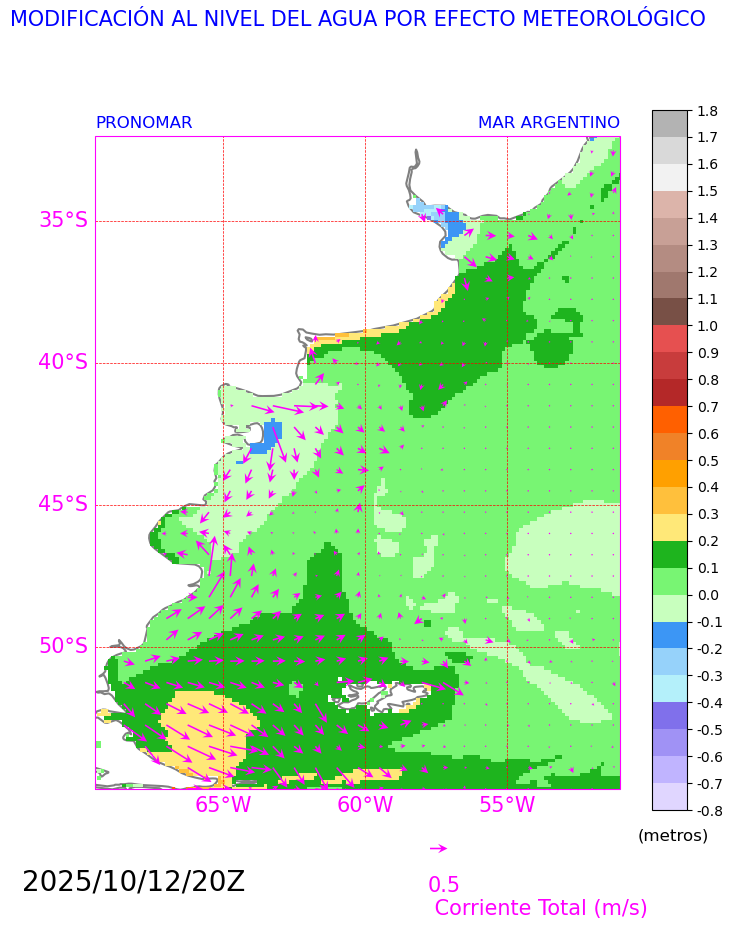 MODIFICACIÓN AL NIVEL DEL AGUA POR EFECTO METEOROLÓGICO
PRONOMAR
MAR ARGENTINO
35°S
40°S
45°S
50°S
65°W
60°W
55°W
1.8
1.7
1.6
1.5
1.4
1.3
1.2
1.1
1.0
0.9
0.8
0.7
0.6
0.5
0.4
0.3
0.2
0.1
0.0
-0.1
-0.2
-0.3
-0.4
-0.5
-0.6
-0.7
-0.8
(metros)
2025/10/12/20Z
0.5
Corriente Total (m/s)